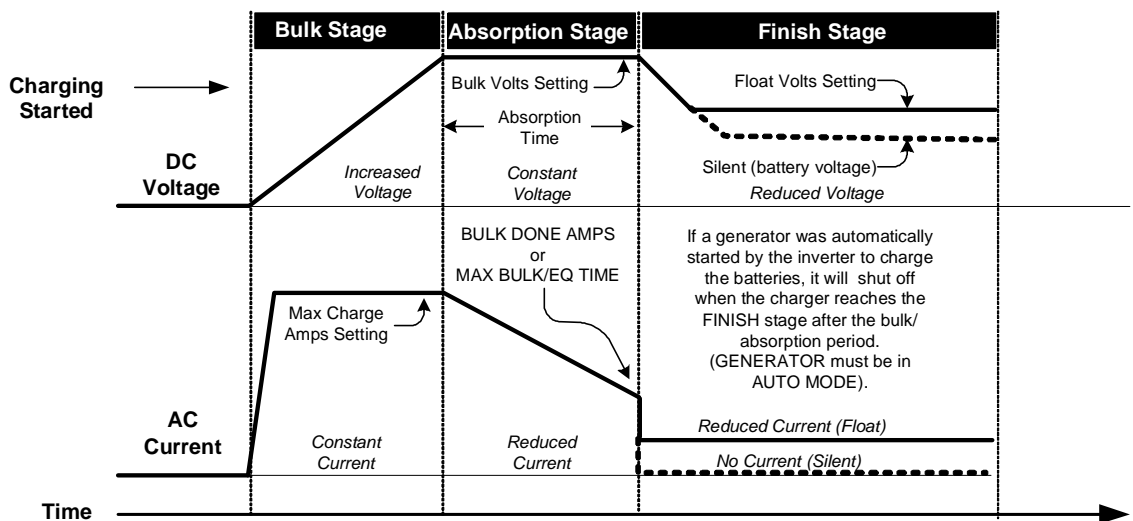 Bulk Stage
Absorption Stage
Finish Stage
Charging
Started
Bulk Volts Setting
Float Volts Setting
Absorption
Time
DC
Voltage
Increased
Voltage
Constant
Voltage
Silent (battery voltage)
Reduced Voltage
BULK DONE AMPS
or
MAX BULK/EQ TIME
If a generator was automatically
started by the inverter to charge
the batteries, it will shut off
when the charger reaches the
FINISH stage after the bulk/
absorption period.
(GENERATOR must be in
AUTO MODE).
Max Charge
Amps Setting
AC
Current
Constant
Current
Reduced
Current
Reduced Current (Float)
No Current (Silent)
Time